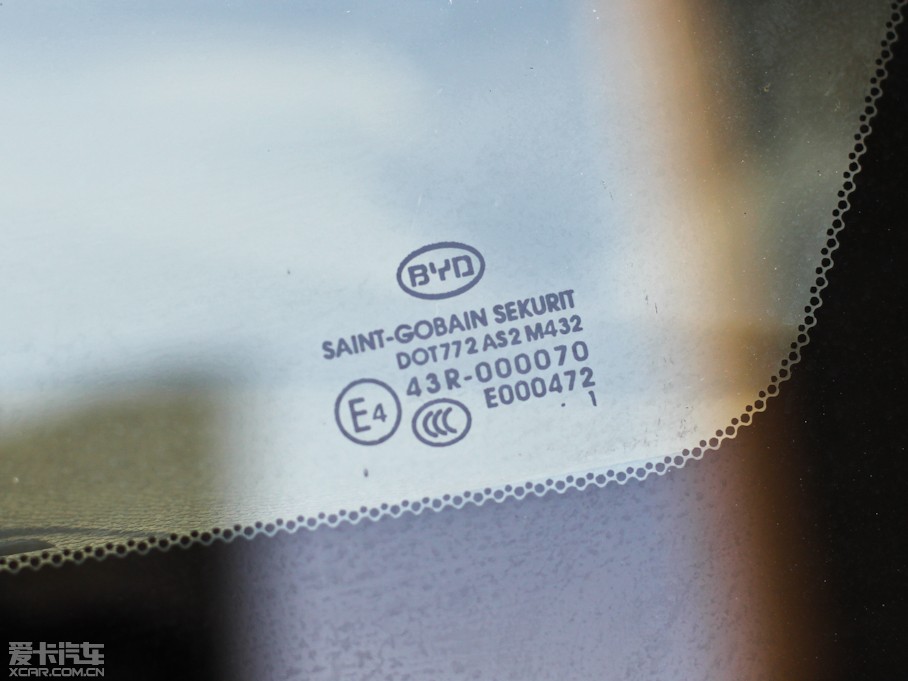 BYD
SAINT-GOBAIN SEKURIT
DOT772 AS2 M432
43R-000070
E4
CCC
E000472
. 1
爱卡汽车
XCAR.COM.CN